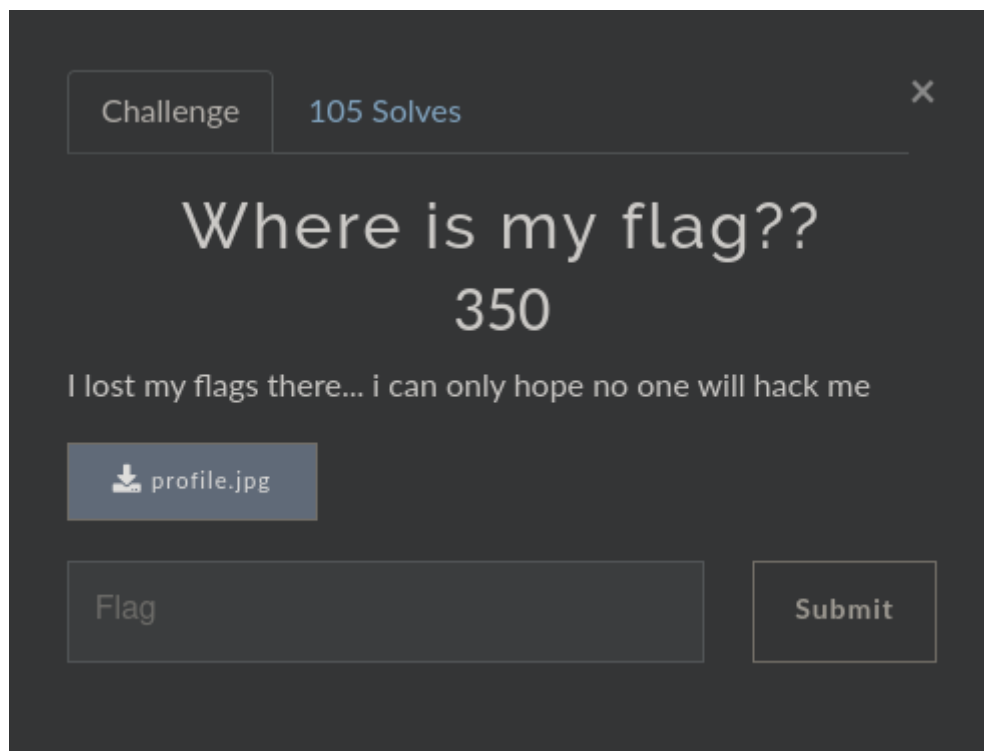 Challenge 105 Solves ×
Where is my flag??
350
I lost my flags there... i can only hope no one will hack me
profile.jpg
Flag Submit